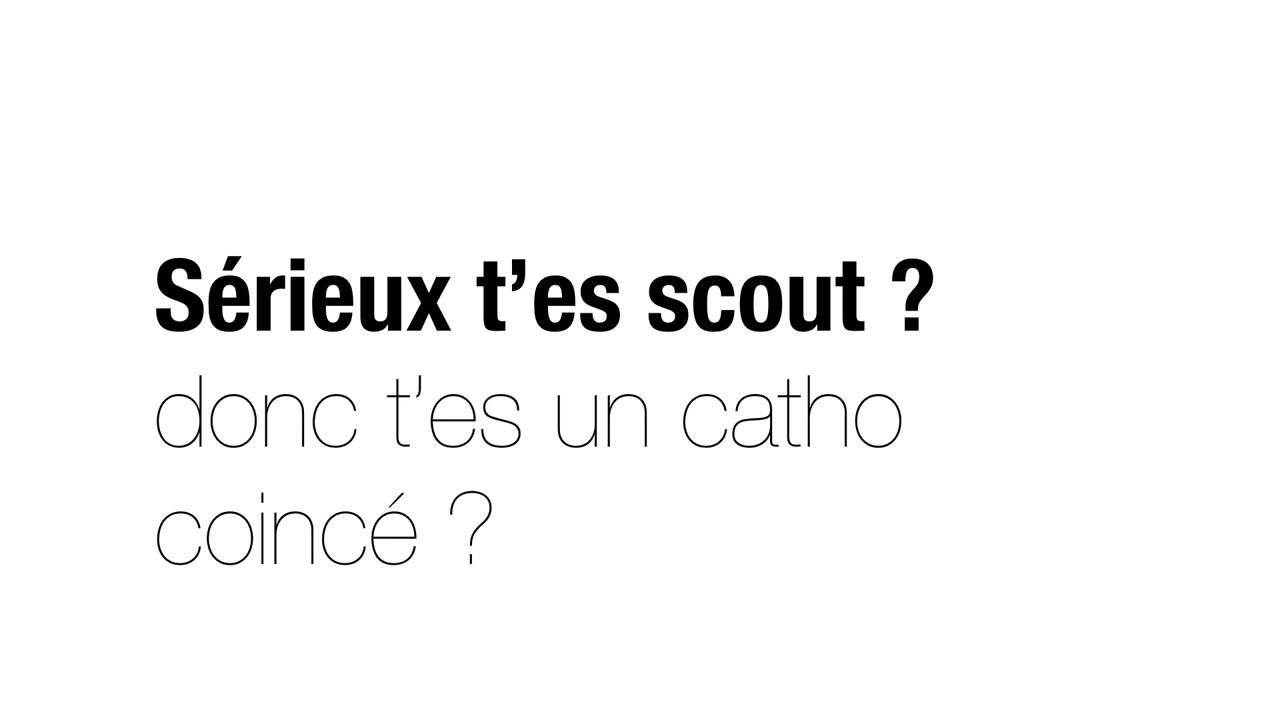 Sérieux t’es scout ?
donc t’es un catho
coincé ?